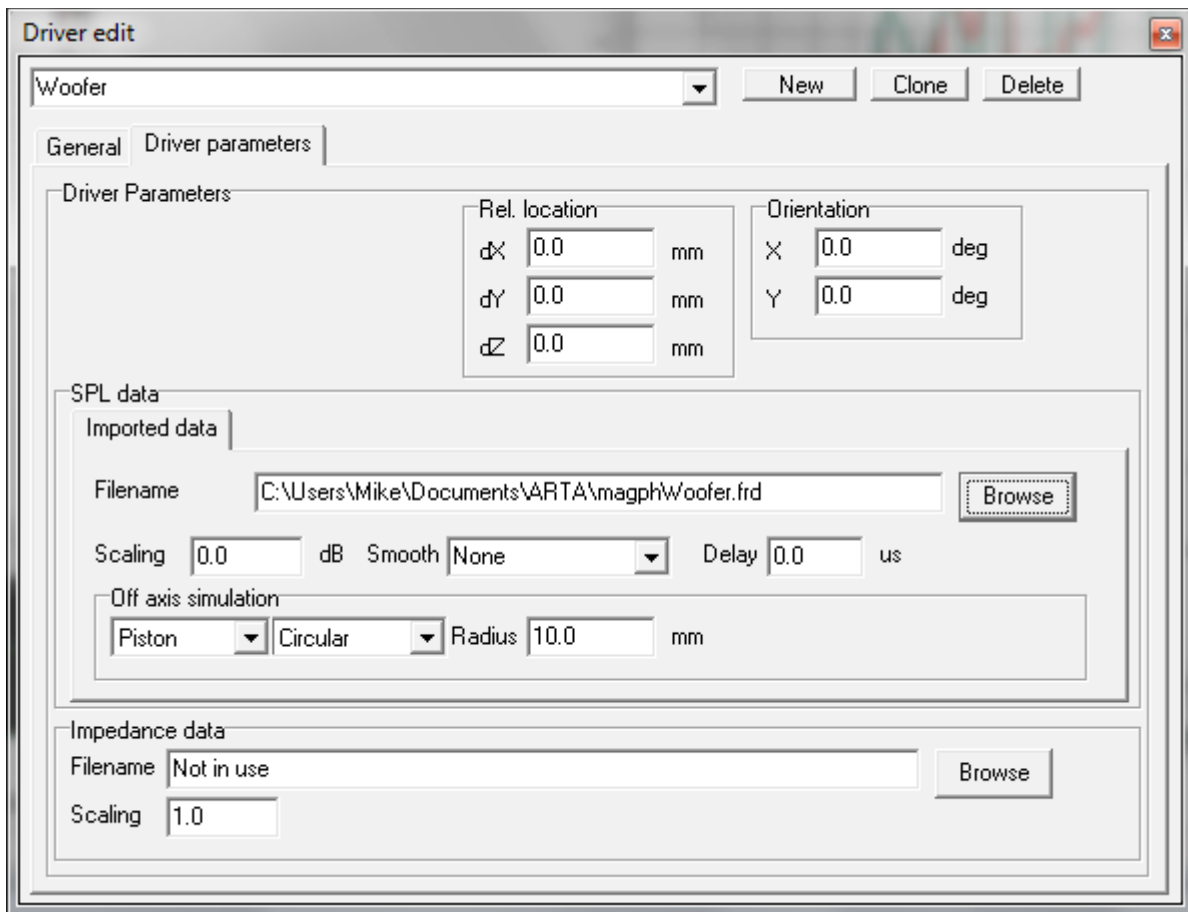 Driver edit
Woofer New Clone Delete
General Driver parameters
Driver Parameters
Rel. location Orientation
dX 0.0 mm X 0.0 deg
dY 0.0 mm Y 0.0 deg
dZ 0.0 mm
SPL data
Imported data
Filename C:\Users\Mike\Documents\ARTA\magphWoofer.frd Browse
Scaling 0.0 dB Smooth None Delay 0.0 us
Off axis simulation
Piston Circular Radius 10.0 mm
Impedance data
Filename Not in use Browse
Scaling 1.0